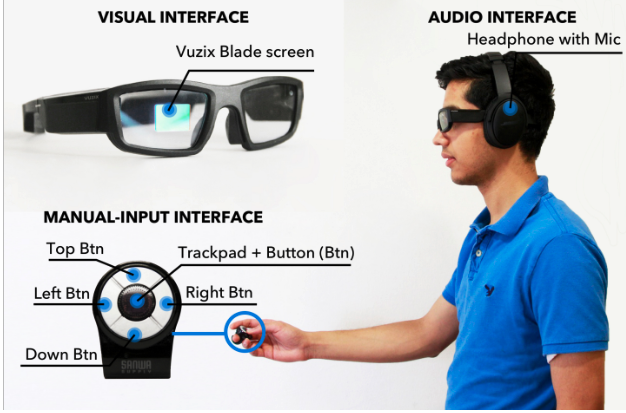 VISUAL INTERFACE
Vuzix Blade screen
AUDIO INTERFACE
Headphone with Mic
MANUAL-INPUT INTERFACE
Top Btn
Trackpad + Button (Btn)
Left Btn
Right Btn
Down Btn
SANWA
SUPPLY